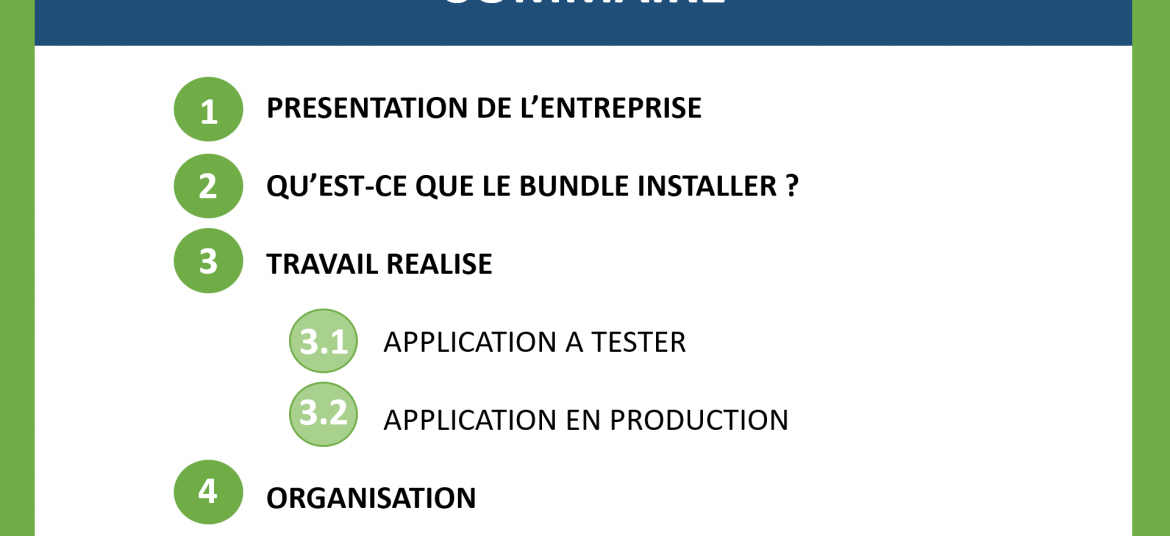 SOMMAIRE
1 PRESENTATION DE L’ENTREPRISE
2 QU’EST-CE QUE LE BUNDLE INSTALLER ?
3 TRAVAIL REALISE
3.1 APPLICATION A TESTER
3.2 APPLICATION EN PRODUCTION
4 ORGANISATION